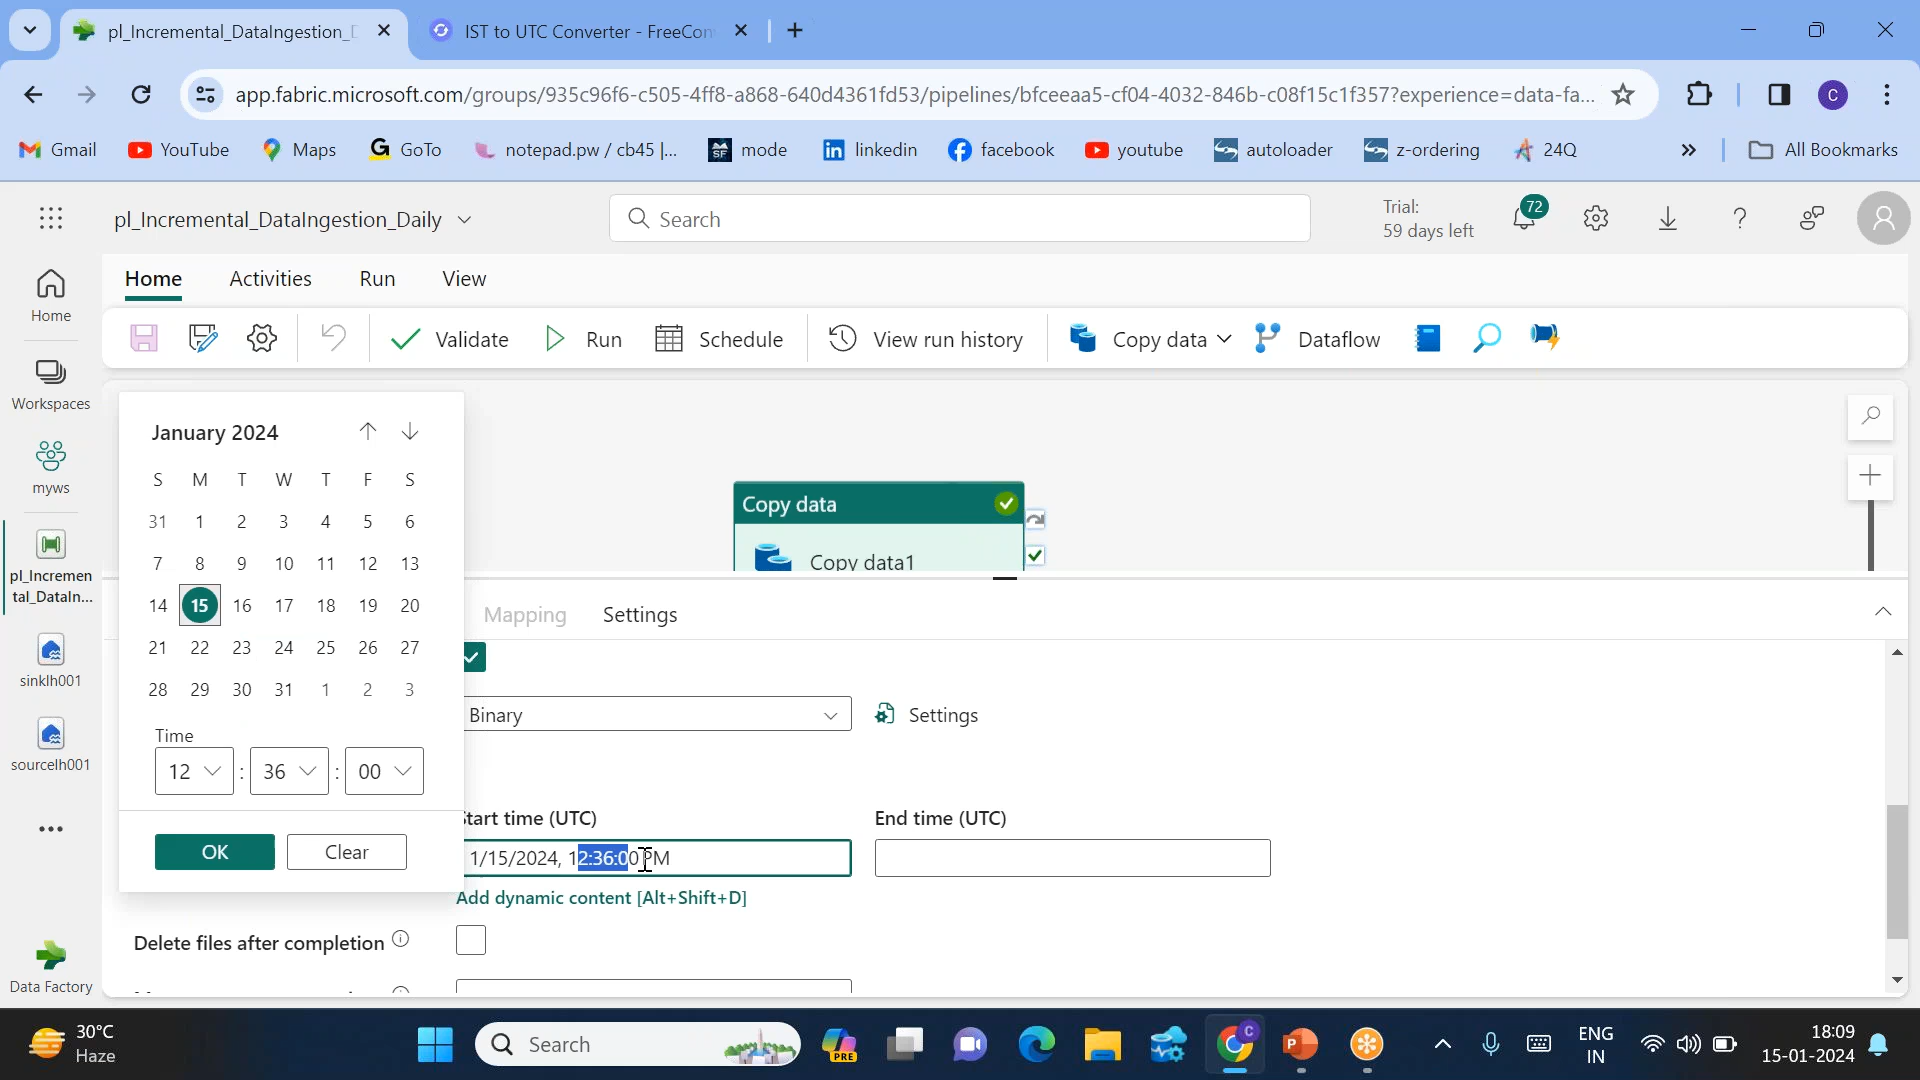 pl_Incremental_DataIngestion_D
IST to UTC Converter - FreeCon
app.fabric.microsoft.com/groups/935c96f6-c505-4ff8-a868-640d4361fd53/pipelines/bfceeaa5-cf04-4032-846b-c08f15c1f357?experience=data-fa...
C
Gmail
YouTube
Maps
GoTo
notepad.pw / cb45 |...
mode
linkedin
facebook
youtube
autoloader
z-ordering
24Q
All Bookmarks
pl_Incremental_DataIngestion_Daily
Search
Trial:
59 days left
72
Home Activities Run View
Validate Run Schedule View run history Copy data Dataflow
Home
Workspaces
myws
pl_Incremen
tal_DataIn...
sinklh001
sourcelh001
Data Factory
January 2024
S M T W T F S
31 1 2 3 4 5 6
7 8 9 10 11 12 13
14 15 16 17 18 19 20
21 22 23 24 25 26 27
28 29 30 31 1 2 3
Time
12 : 36 : 00
OK Clear
Copy data
Copy data1
Mapping Settings
Binary
Settings
Start time (UTC)
End time (UTC)
1/15/2024, 12:36:00 PM
Add dynamic content [Alt+Shift+D]
Delete files after completion
30°C
Haze
Search
PRE
C
ENG
IN
18:09
15-01-2024